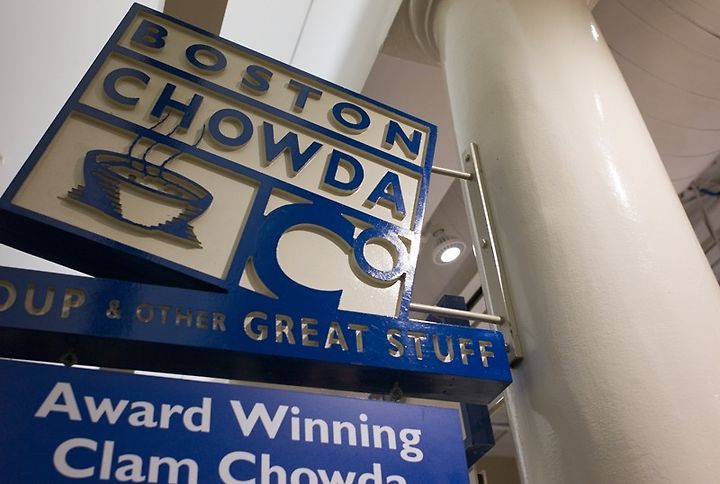 BOSTON
CHOWDA
Co
OUP & OTHER GREAT STUFF
Award Winning
Clam Chowda